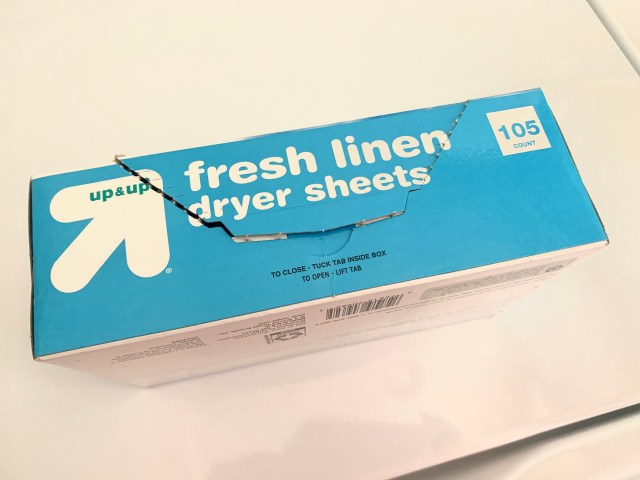 up&up
fresh linen
dryer sheets
105
COUNT
®
TO CLOSE - TUCK TAB INSIDE BOX
TO OPEN - LIFT TAB